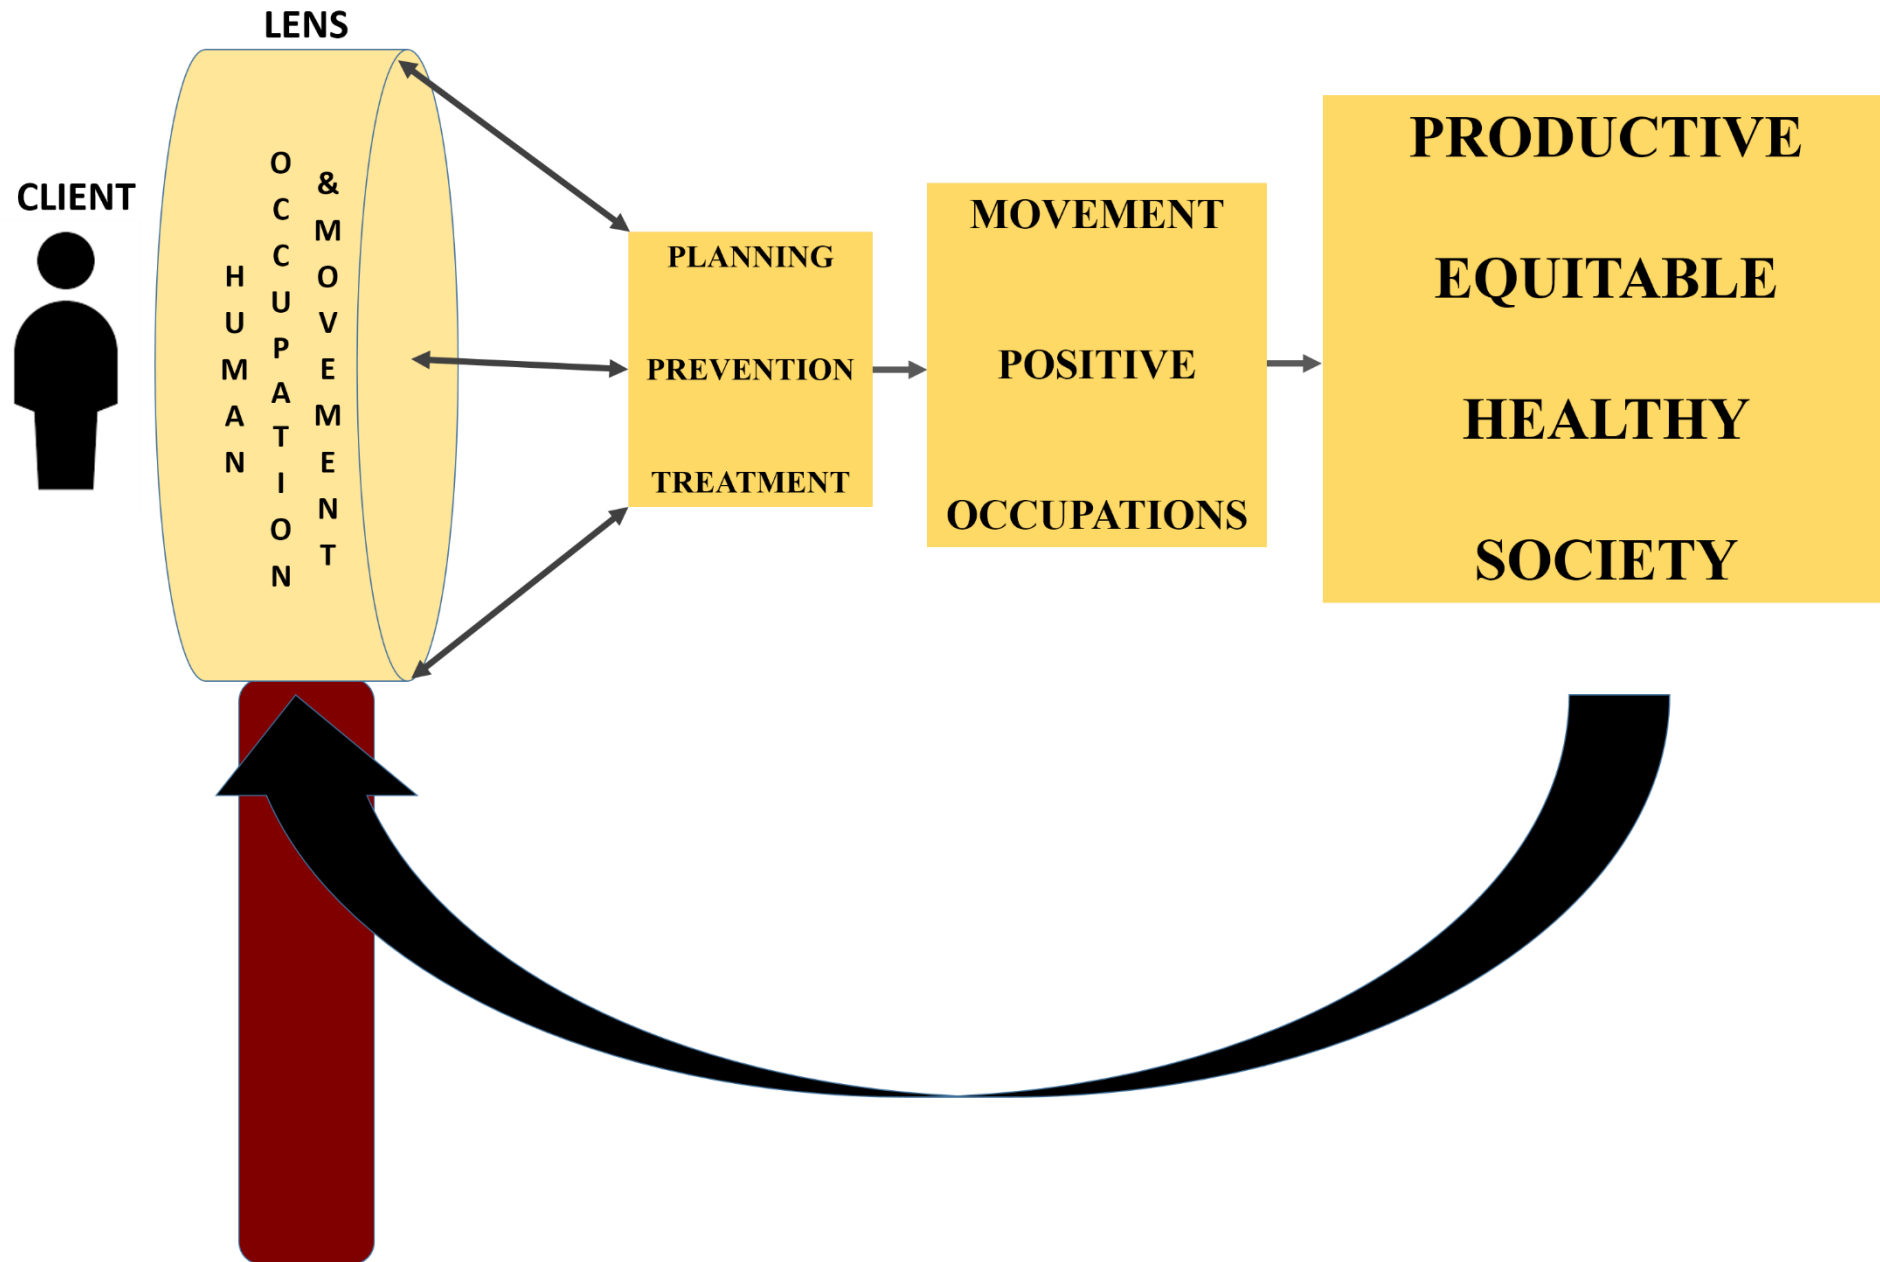 LENS
CLIENT
HUMAN
OCCUPATION
& MOVEMENT
PLANNING
PREVENTION
TREATMENT
MOVEMENT
POSITIVE
OCCUPATIONS
PRODUCTIVE
EQUITABLE
HEALTHY
SOCIETY